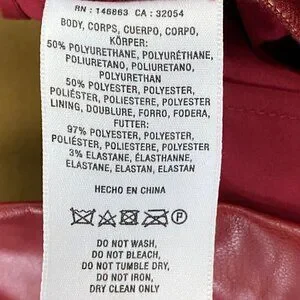 RN : 146863 CA : 32054
BODY, CORPS, CUERPO, CORPO,
KÖRPER:
50% POLYURETHANE, POLYURÉTHANE,
POLIURETANO, POLIURETANO,
POLYURETHAN
50% POLYESTER, POLYESTER,
POLIÉSTER, POLIESTERE, POLYESTER
LINING, DOUBLURE, FORRO, FODERA,
FUTTER:
97% POLYESTER, POLYESTER,
POLIÉSTER, POLIESTERE, POLYESTER
3% ELASTANE, ÉLASTHANNE,
ELASTANO, ELASTAN, ELASTAN
HECHO EN CHINA
P
DO NOT WASH,
DO NOT BLEACH,
DO NOT TUMBLE DRY,
DO NOT IRON,
DRY CLEAN ONLY